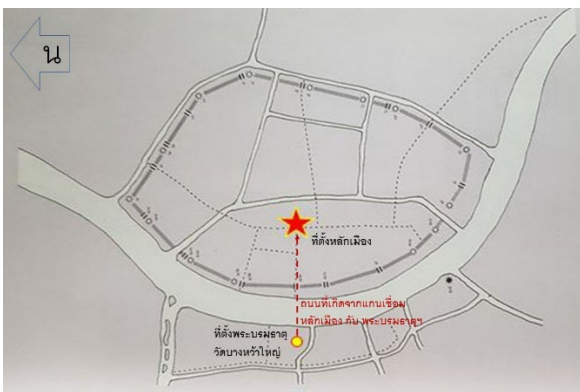 น
ที่ตั้งหลักเมือง
ถนนที่เกิดจากแกนเชื่อม
หลักเมือง กับ พระบรมธาตุฯ
ที่ตั้งพระบรมธาตุ
วัดบางหว้าใหญ่